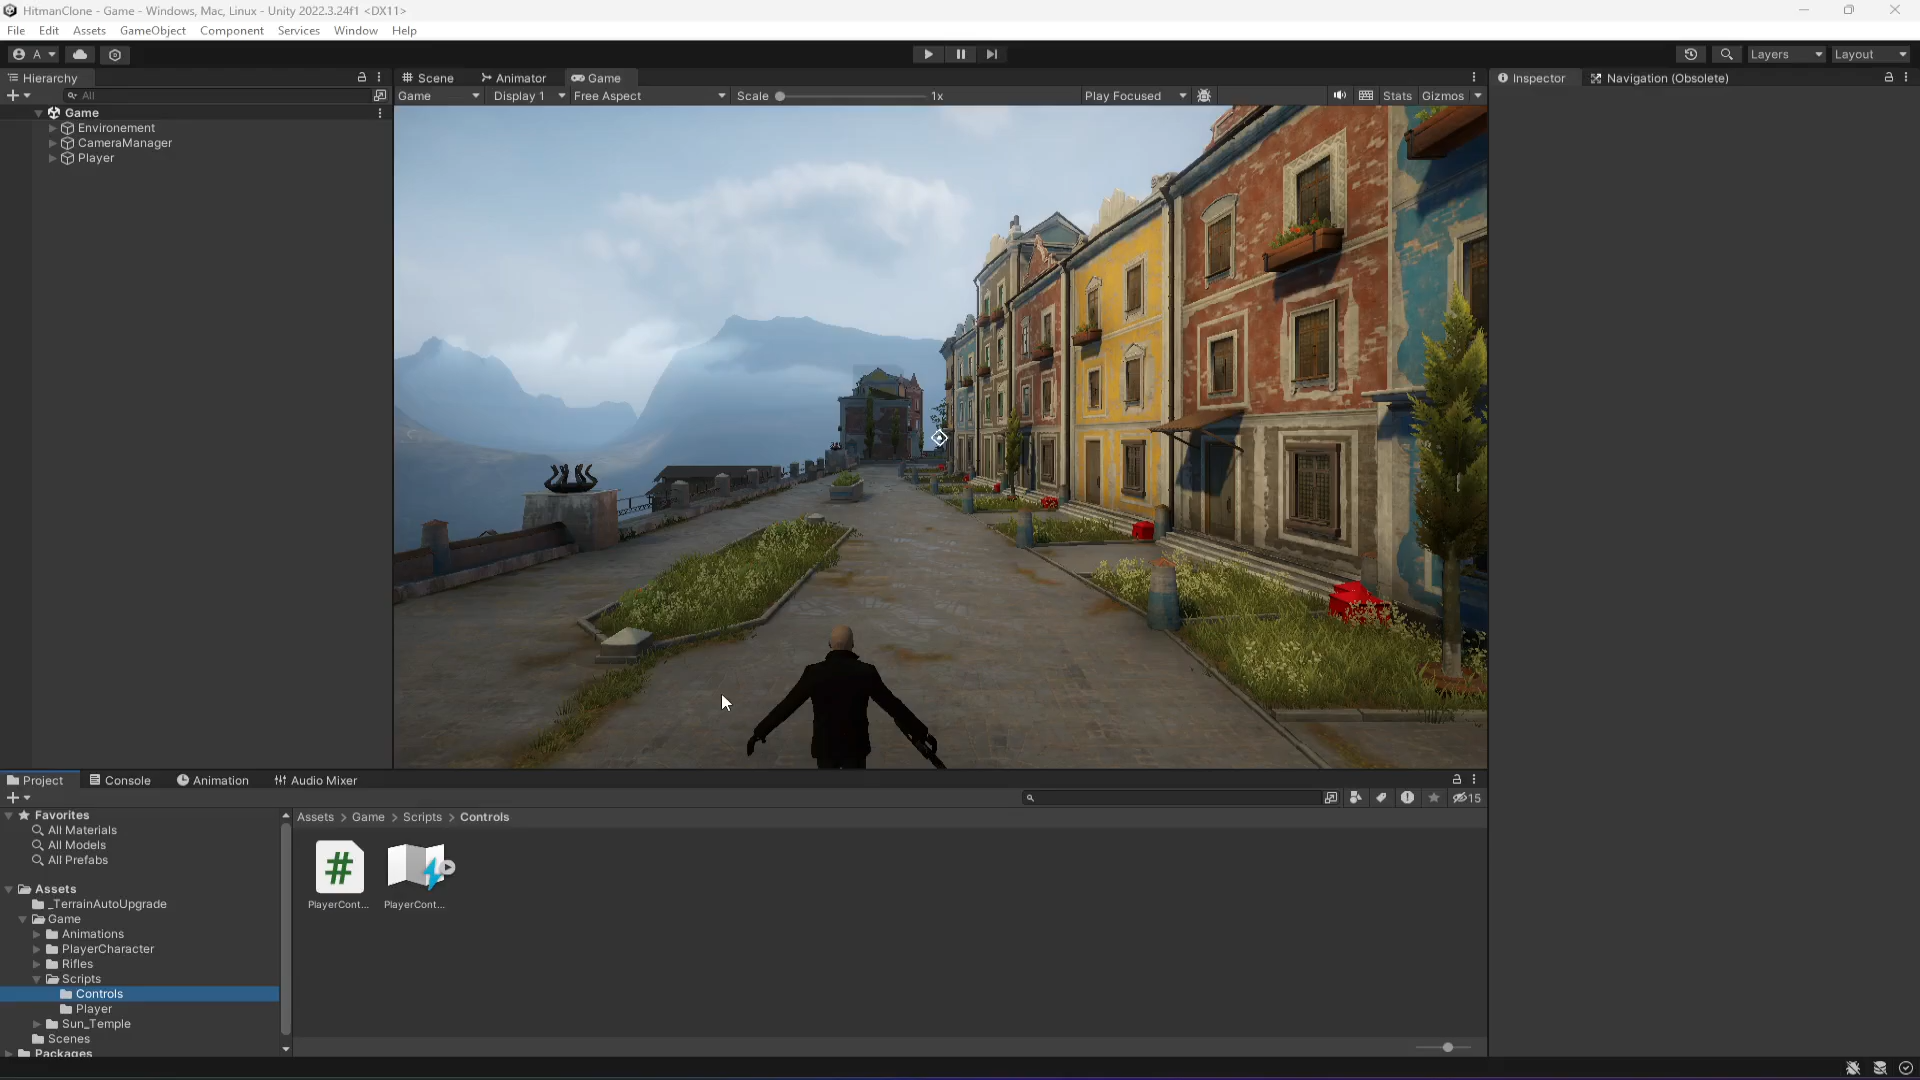 HitmanClone - Game - Windows, Mac, Linux - Unity 2022.3.24f1 <DX11>
File Edit Assets GameObject Component Services Window Help
A Layers Layout
Hierarchy Scene Animator Game Inspector Navigation (Obsolete)
All Game Display 1 Free Aspect Scale 1x Play Focused Stats Gizmos
Game
Environement
CameraManager
Player
Project Console Animation Audio Mixer
15
Favorites
Assets > Game > Scripts > Controls
All Materials
All Models
All Prefabs
Assets
_TerrainAutoUpgrade
PlayerCont... PlayerCont...
Game
Animations
PlayerCharacter
Rifles
Scripts
Controls
Player
Sun_Temple
Scenes
Packages